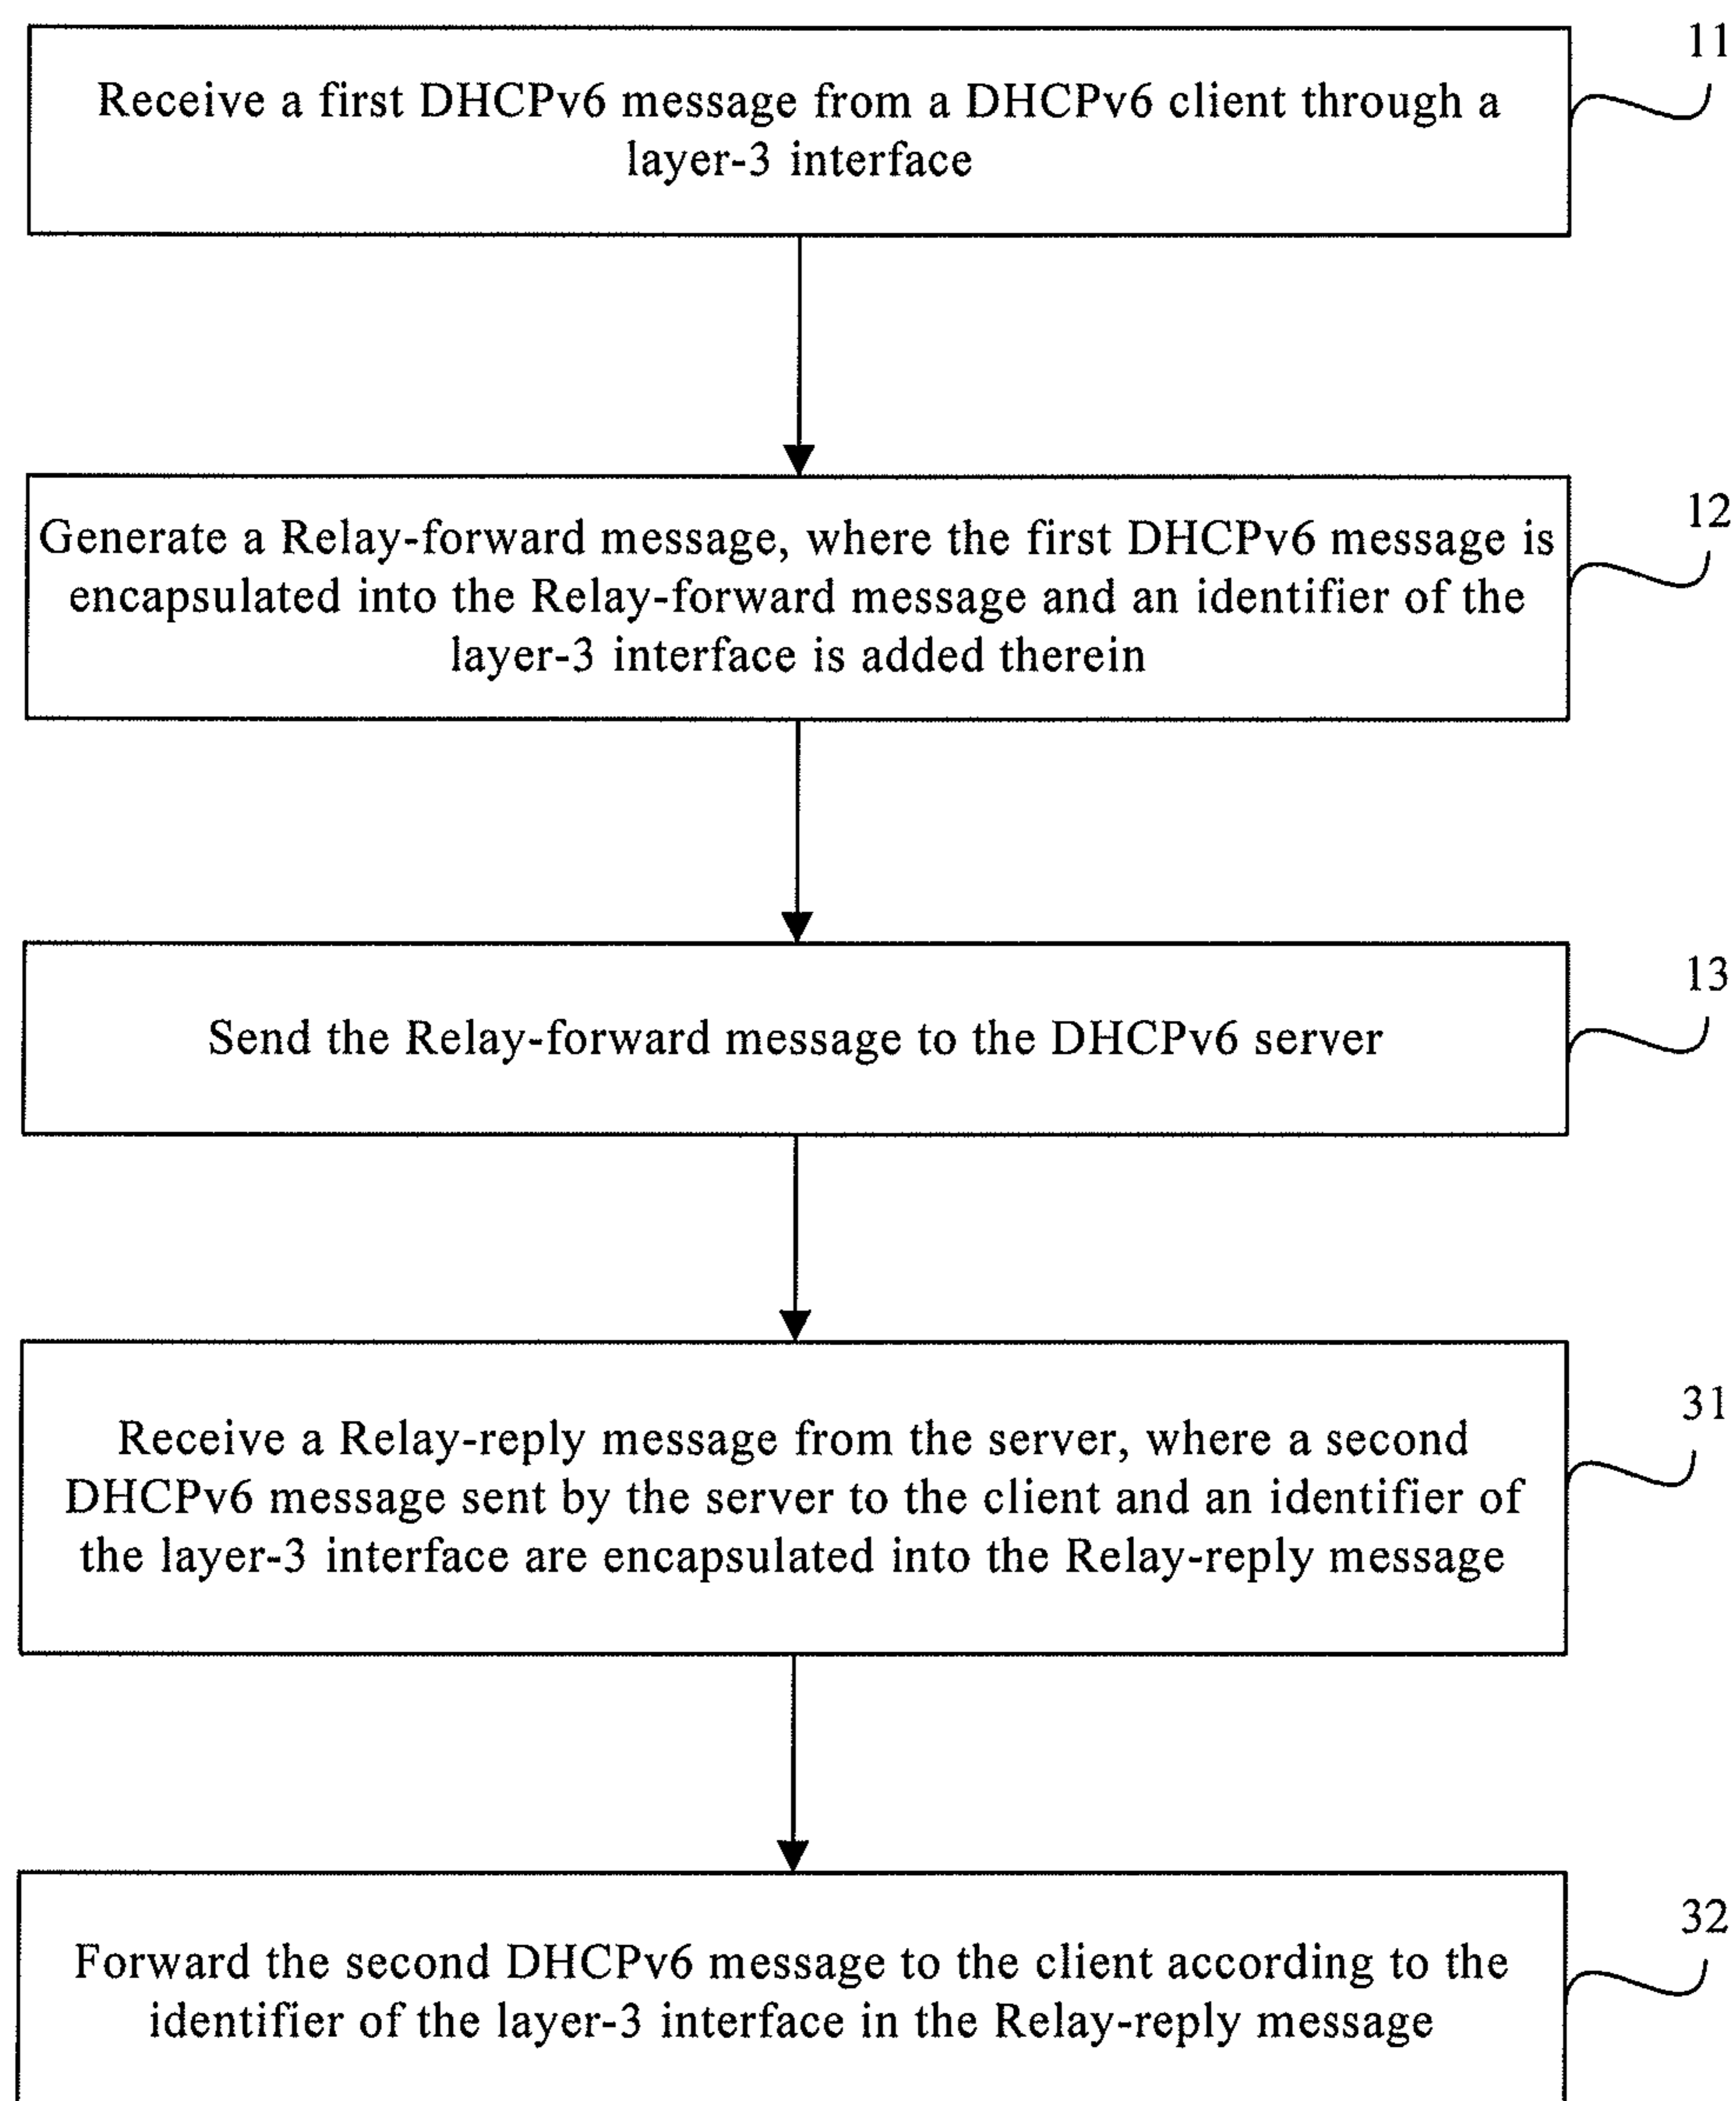 11
Receive a first DHCPv6 message from a DHCPv6 client through a
layer-3 interface
12
Generate a Relay-forward message, where the first DHCPv6 message is
encapsulated into the Relay-forward message and an identifier of the
layer-3 interface is added therein
13
Send the Relay-forward message to the DHCPv6 server
31
Receive a Relay-reply message from the server, where a second
DHCPv6 message sent by the server to the client and an identifier of
the layer-3 interface are encapsulated into the Relay-reply message
32
Forward the second DHCPv6 message to the client according to the
identifier of the layer-3 interface in the Relay-reply message